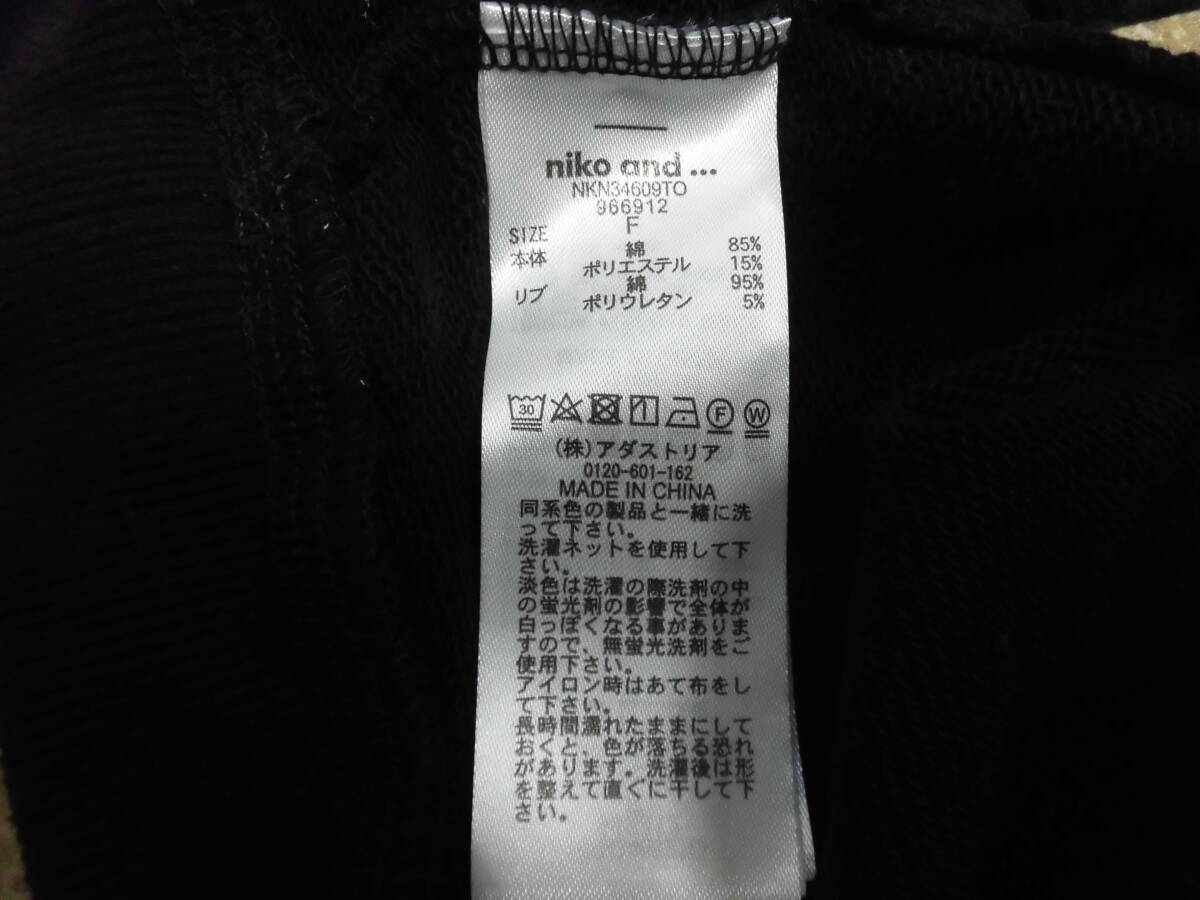 niko and ...
NKN34609TO
966912
SIZE F
本体 綿 85%
ポリエステル 15%
リブ 綿 95%
ポリウレタン 5%
30 F W
(株)アダストリア
0120-601-162
MADE IN CHINA
同系色の製品と一緒に洗
って下さい。
洗濯ネットを使用して下
さい。
淡色は洗濯の際洗剤の中
の蛍光剤の影響で全体が
白っぽくなる事がありま
すので、無蛍光洗剤をご
使用下さい。
アイロン時はあて布をし
て下さい。
長時間濡れたままにして
おくと、色が落ちる恐れ
があります。洗濯後は形
を整えて直ぐに干して下
さい。